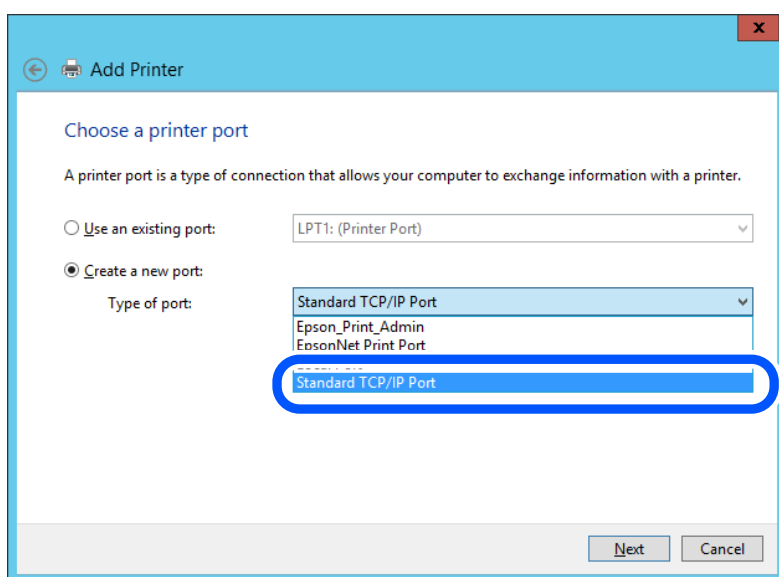 x
Add Printer
Choose a printer port
A printer port is a type of connection that allows your computer to exchange information with a printer.
Use an existing port: LPT1: (Printer Port)
Create a new port:
Type of port: Standard TCP/IP Port
Epson_Print_Admin
EpsonNet Print Port
Standard TCP/IP Port
Next Cancel